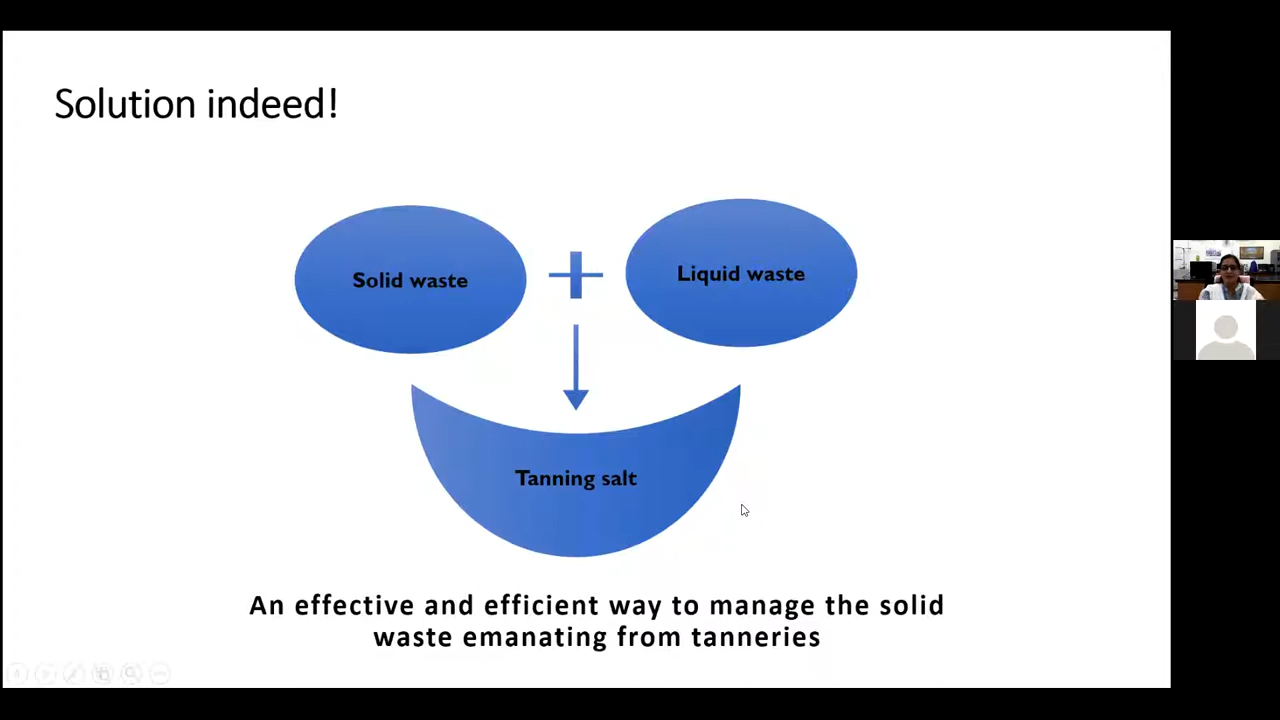 Solution indeed!
Solid waste
Liquid waste
Tanning salt
An effective and efficient way to manage the solid
waste emanating from tanneries